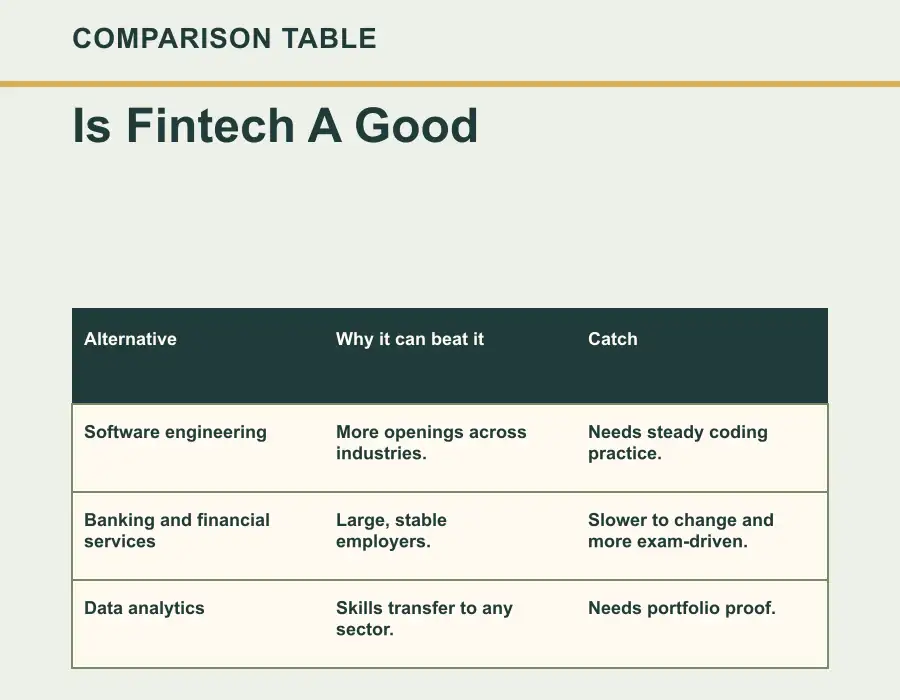 COMPARISON TABLE
Is Fintech A Good
Alternative Why it can beat it Catch
Software engineering More openings across Needs steady coding
industries. practice.
Banking and financial Large, stable Slower to change and
services employers. more exam-driven.
Data analytics Skills transfer to any Needs portfolio proof.
sector.